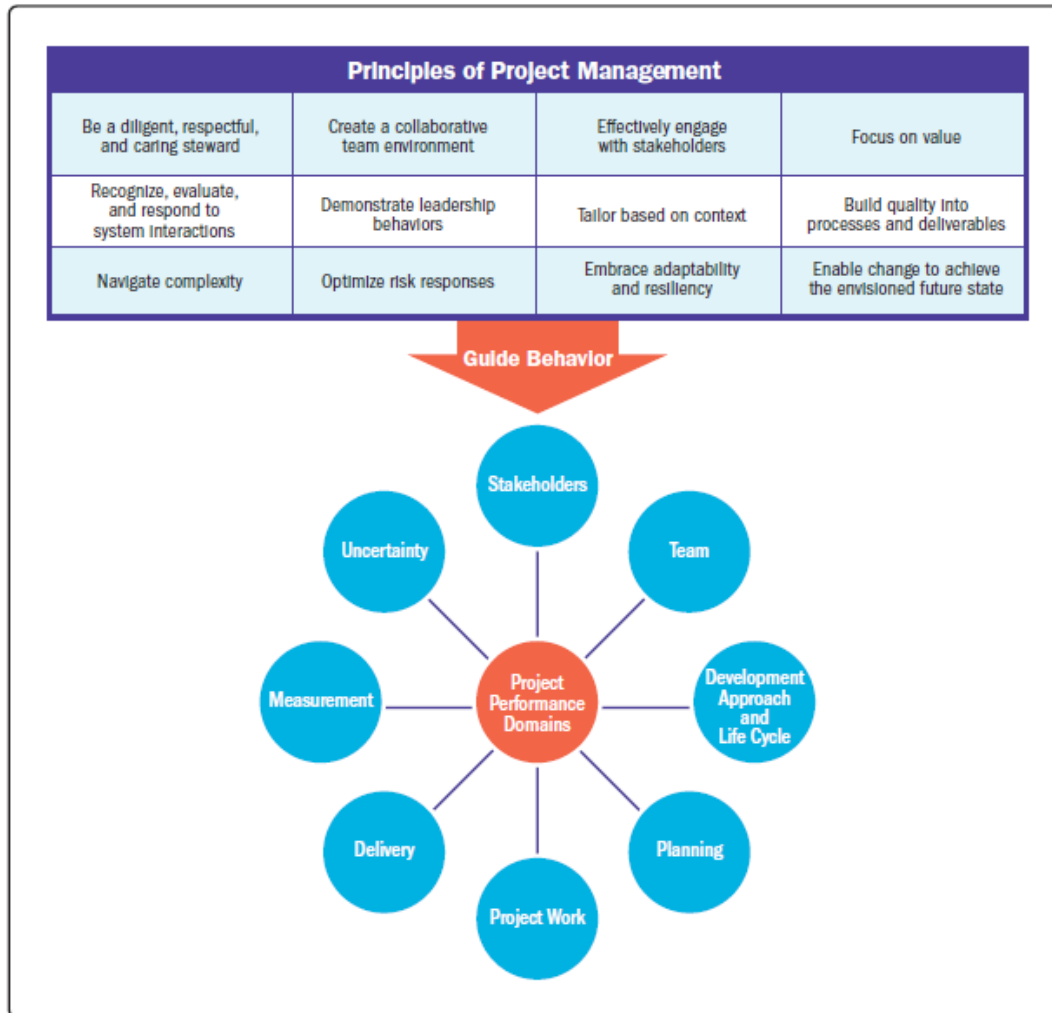 Principles of Project Management
Be a diligent, respectful,
and caring steward
Create a collaborative
team environment
Effectively engage
with stakeholders
Focus on value
Recognize, evaluate,
and respond to
system interactions
Demonstrate leadership
behaviors
Tailor based on context
Build quality into
processes and deliverables
Navigate complexity
Optimize risk responses
Embrace adaptability
and resiliency
Enable change to achieve
the envisioned future state
Guide Behavior
Stakeholders
Team
Development
Approach
and
Life Cycle
Planning
Project Work
Delivery
Measurement
Uncertainty
Project
Performance
Domains